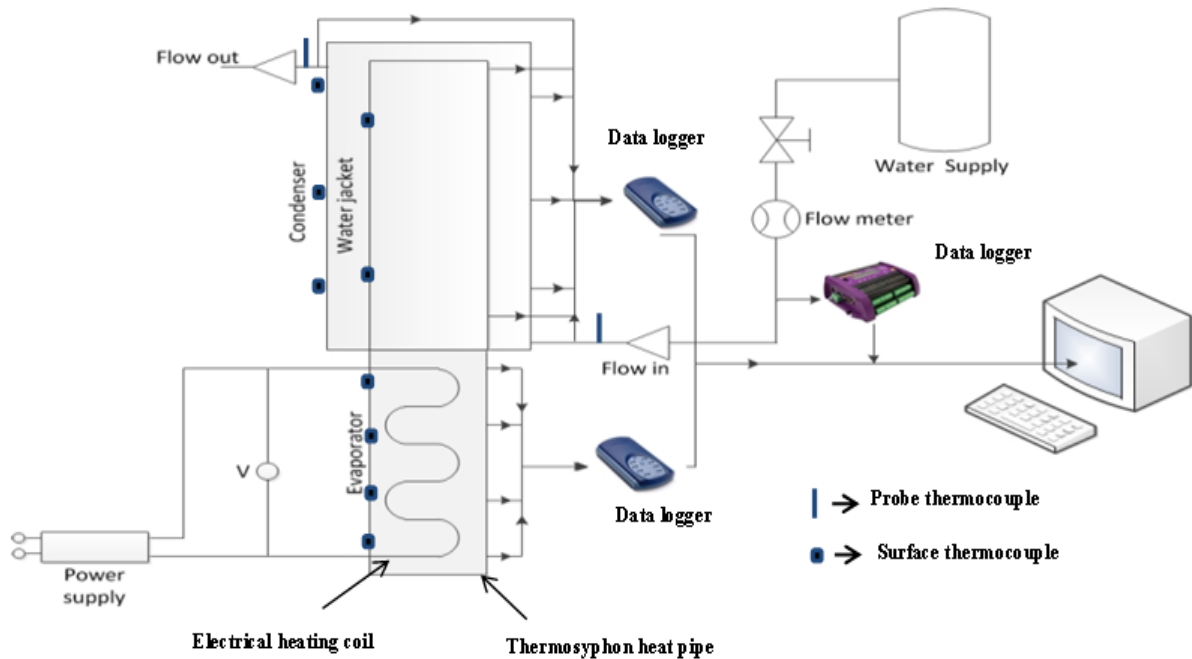 Flow out
Condenser
Water jacket
Data logger
Water Supply
Flow meter
Data logger
Flow in
Evaporator
V
Data logger
Probe thermocouple
Surface thermocouple
Power
supply
Electrical heating coil
Thermosyphon heat pipe